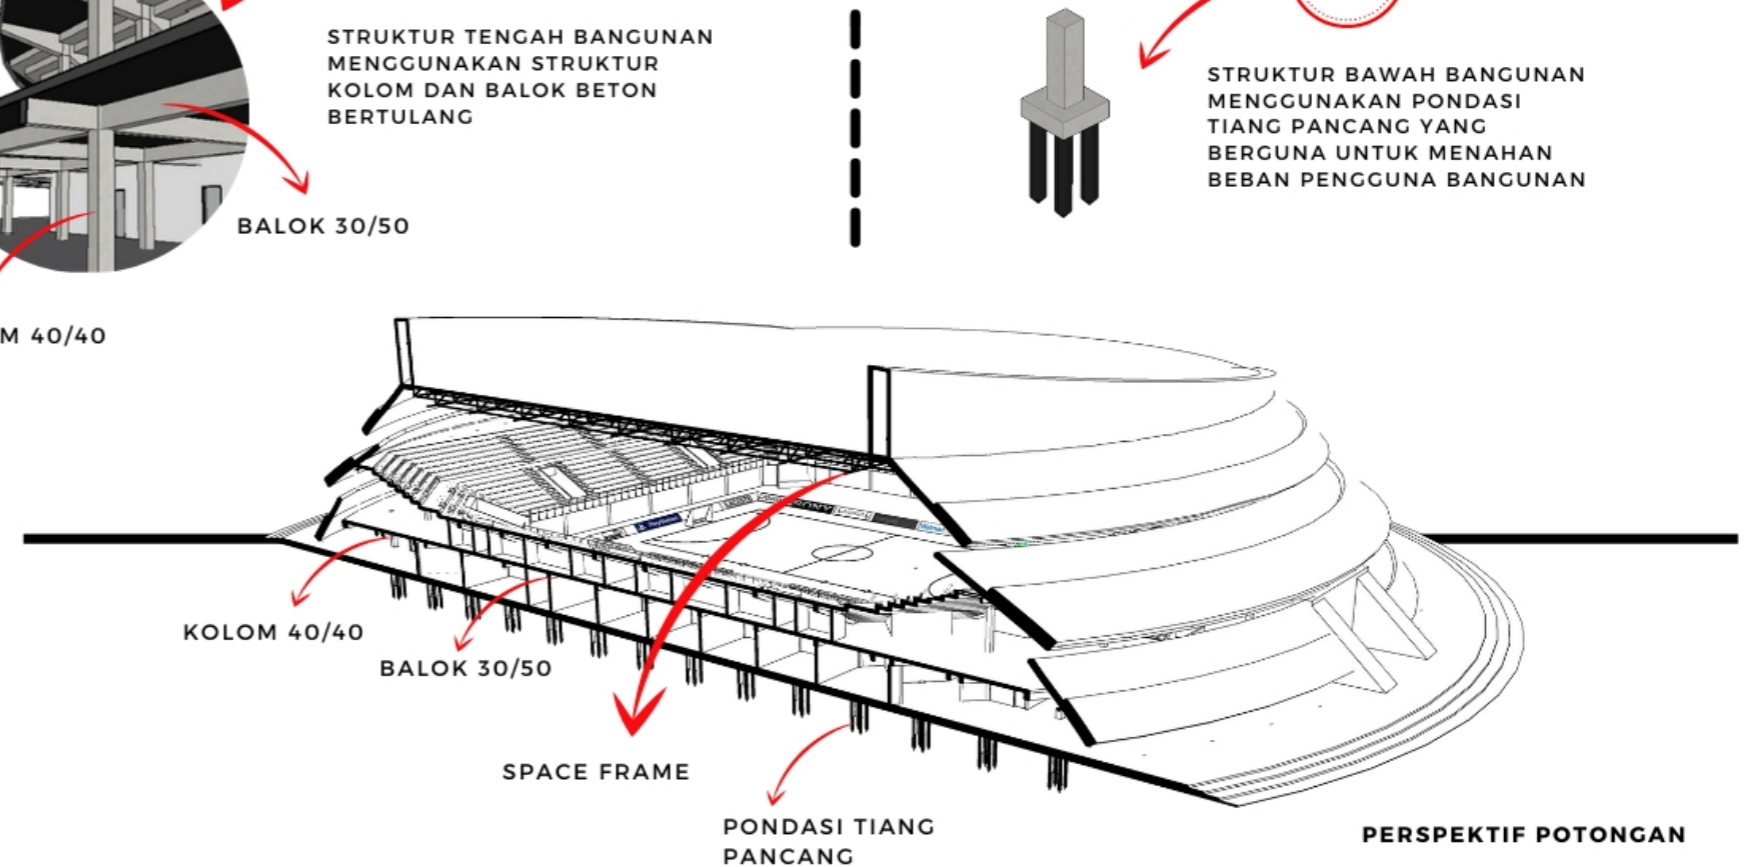 STRUKTUR TENGAH BANGUNAN
MENGGUNAKAN STRUKTUR
KOLOM DAN BALOK BETON
BERTULANG
STRUKTUR BAWAH BANGUNAN
MENGGUNAKAN PONDASI
TIANG PANCANG YANG
BERGUNA UNTUK MENAHAN
BEBAN PENGGUNA BANGUNAN
BALOK 30/50
M 40/40
KOLOM 40/40
BALOK 30/50
SPACE FRAME
PONDASI TIANG
PANCANG
PERSPEKTIF POTONGAN